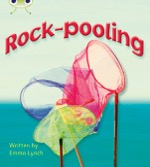 Rock-pooling
Written by
Emma Lynch